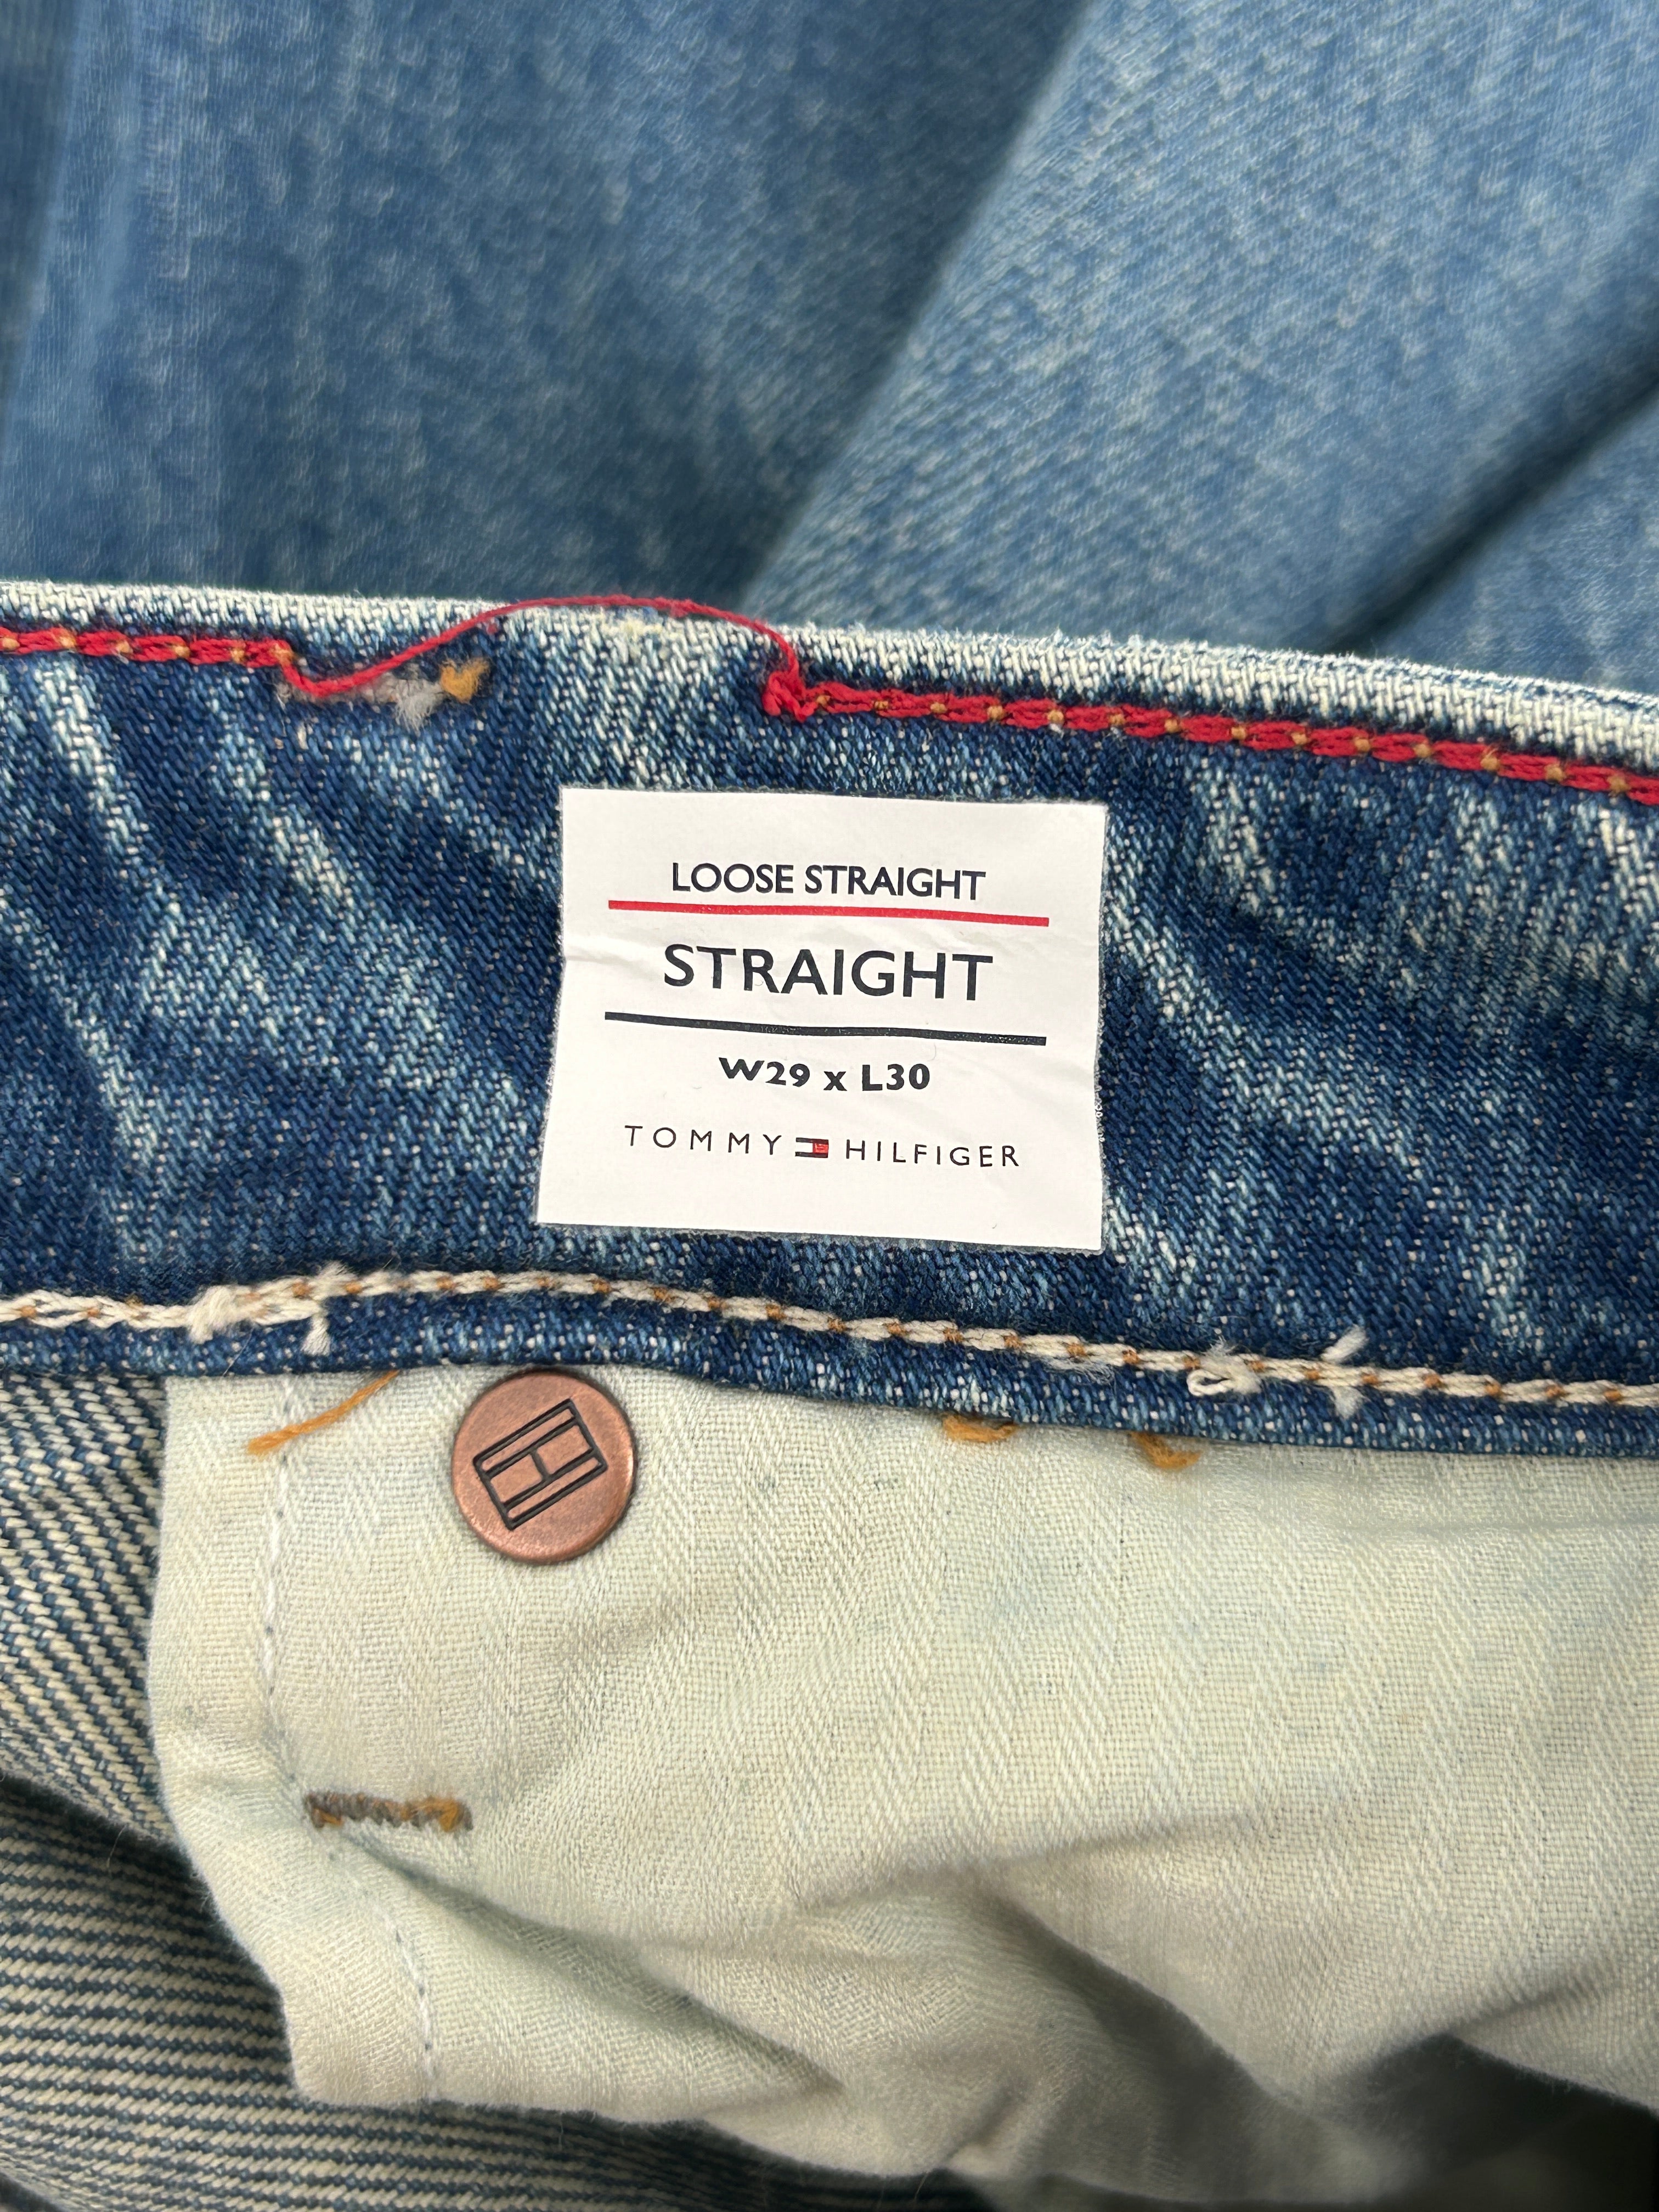 LOOSE STRAIGHT
STRAIGHT
W29 x L30
TOMMY HILFIGER